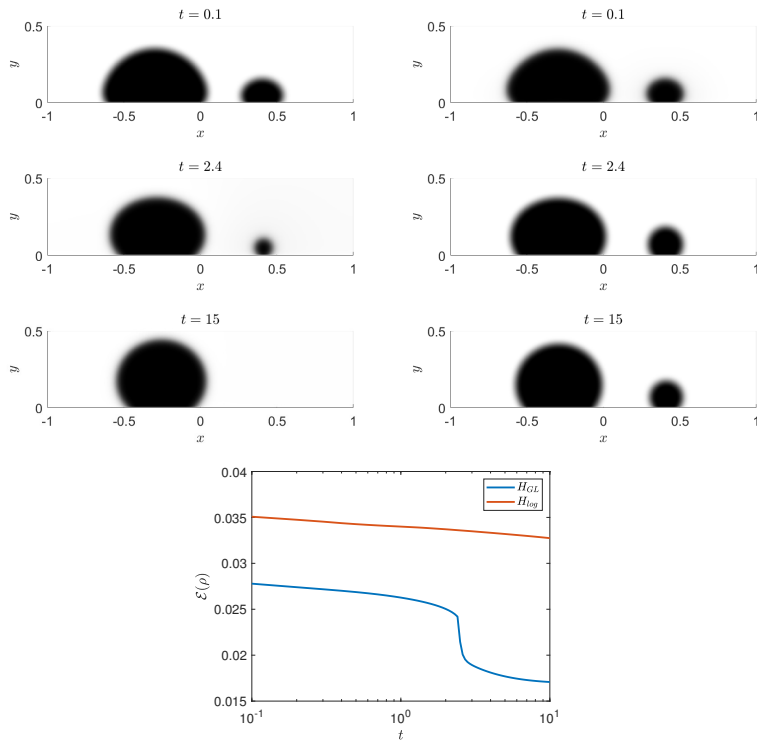 t = 0.1
0.5
y
0
-1 -0.5 0 0.5 1
x
t = 0.1
0.5
y
0
-1 -0.5 0 0.5 1
x
t = 2.4
0.5
y
0
-1 -0.5 0 0.5 1
x
t = 2.4
0.5
y
0
-1 -0.5 0 0.5 1
x
t = 15
0.5
y
0
-1 -0.5 0 0.5 1
x
t = 15
0.5
y
0
-1 -0.5 0 0.5 1
x
0.04
0.035
0.03
0.025
0.02
0.015
ℰ(ρ)
H_{GL}
H_{log}
10^{-1} 10^{0} 10^{1}
t